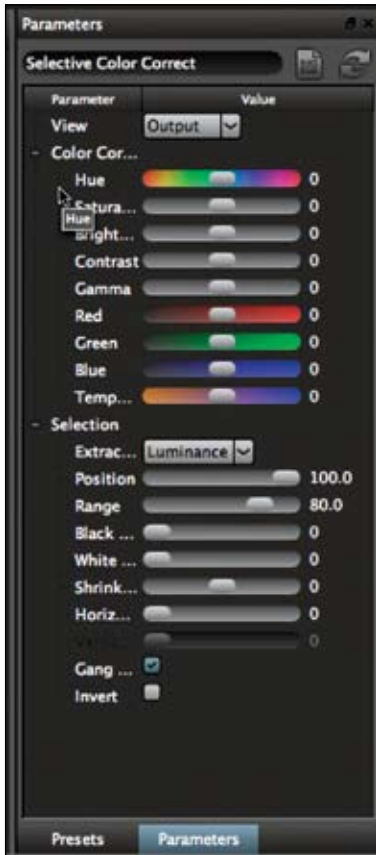 Parameters
Selective Color Correct
Parameter Value
View Output
Color Cor...
Hue 0
Satura... 0
Hue
Bright... 0
Contrast 0
Gamma 0
Red 0
Green 0
Blue 0
Temp... 0
Selection
Extrac... Luminance
Position 100.0
Range 80.0
Black ... 0
White ... 0
Shrink... 0
Horiz... 0
0
Gang ...
Invert
Presets Parameters